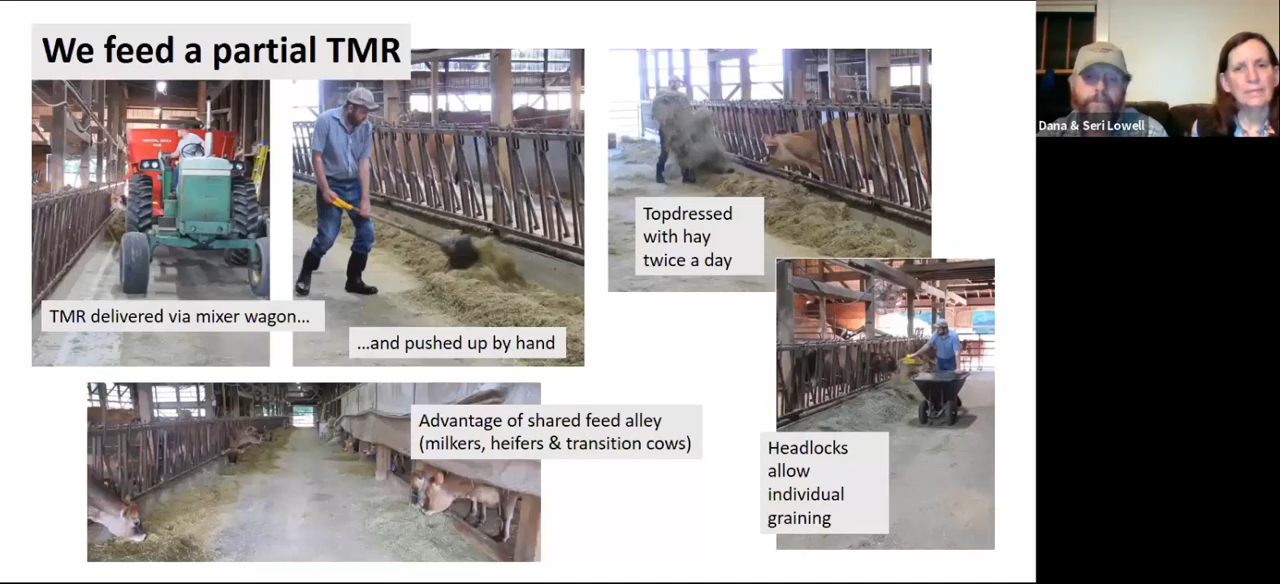 We feed a partial TMR
TMR delivered via mixer wagon...
...and pushed up by hand
Topdressed
with hay
twice a day
Advantage of shared feed alley
(milkers, heifers & transition cows)
Headlocks
allow
individual
graining
Dana & Seri Lowell